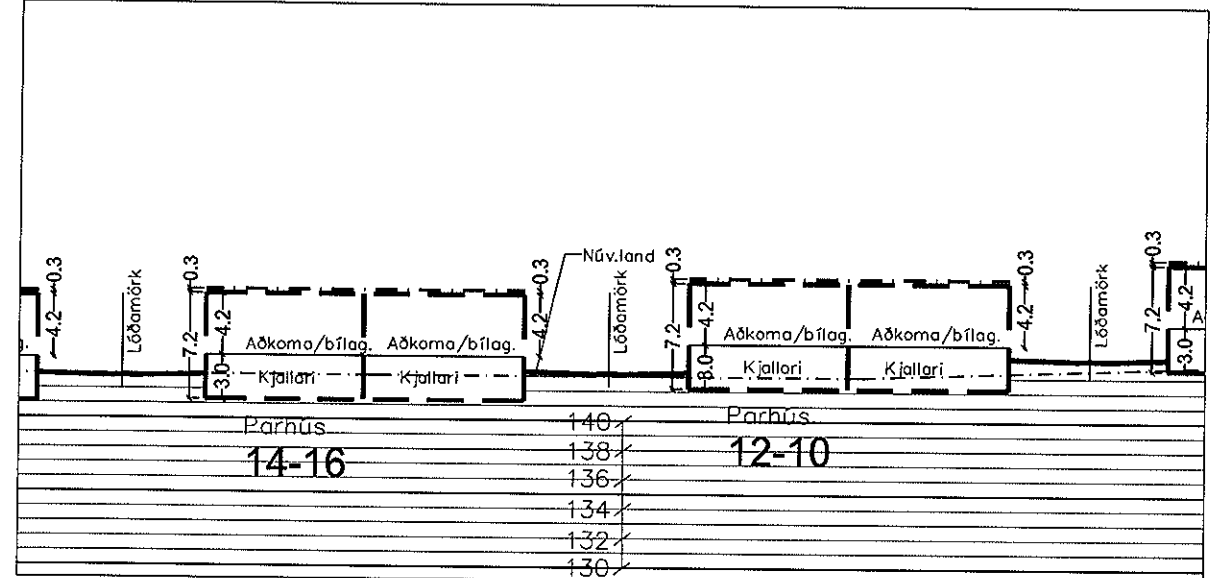 0.3
4.2
Lóðamörk
0.3
7.2
4.2
3.0
Aðkoma/bílag. Aðkoma/bílag.
Kjallari Kjallari
0.3
4.2
Núv.land
Lóðamörk
0.3
7.2
4.2
3.0
Aðkoma/bílag. Aðkoma/bílag.
Kjallari Kjallari
0.3
4.2
Lóðamörk
0.3
7.2
4.2
3.0
A
g.
Parhús
14-16
Parhús
12-10
140
138
136
134
132
130